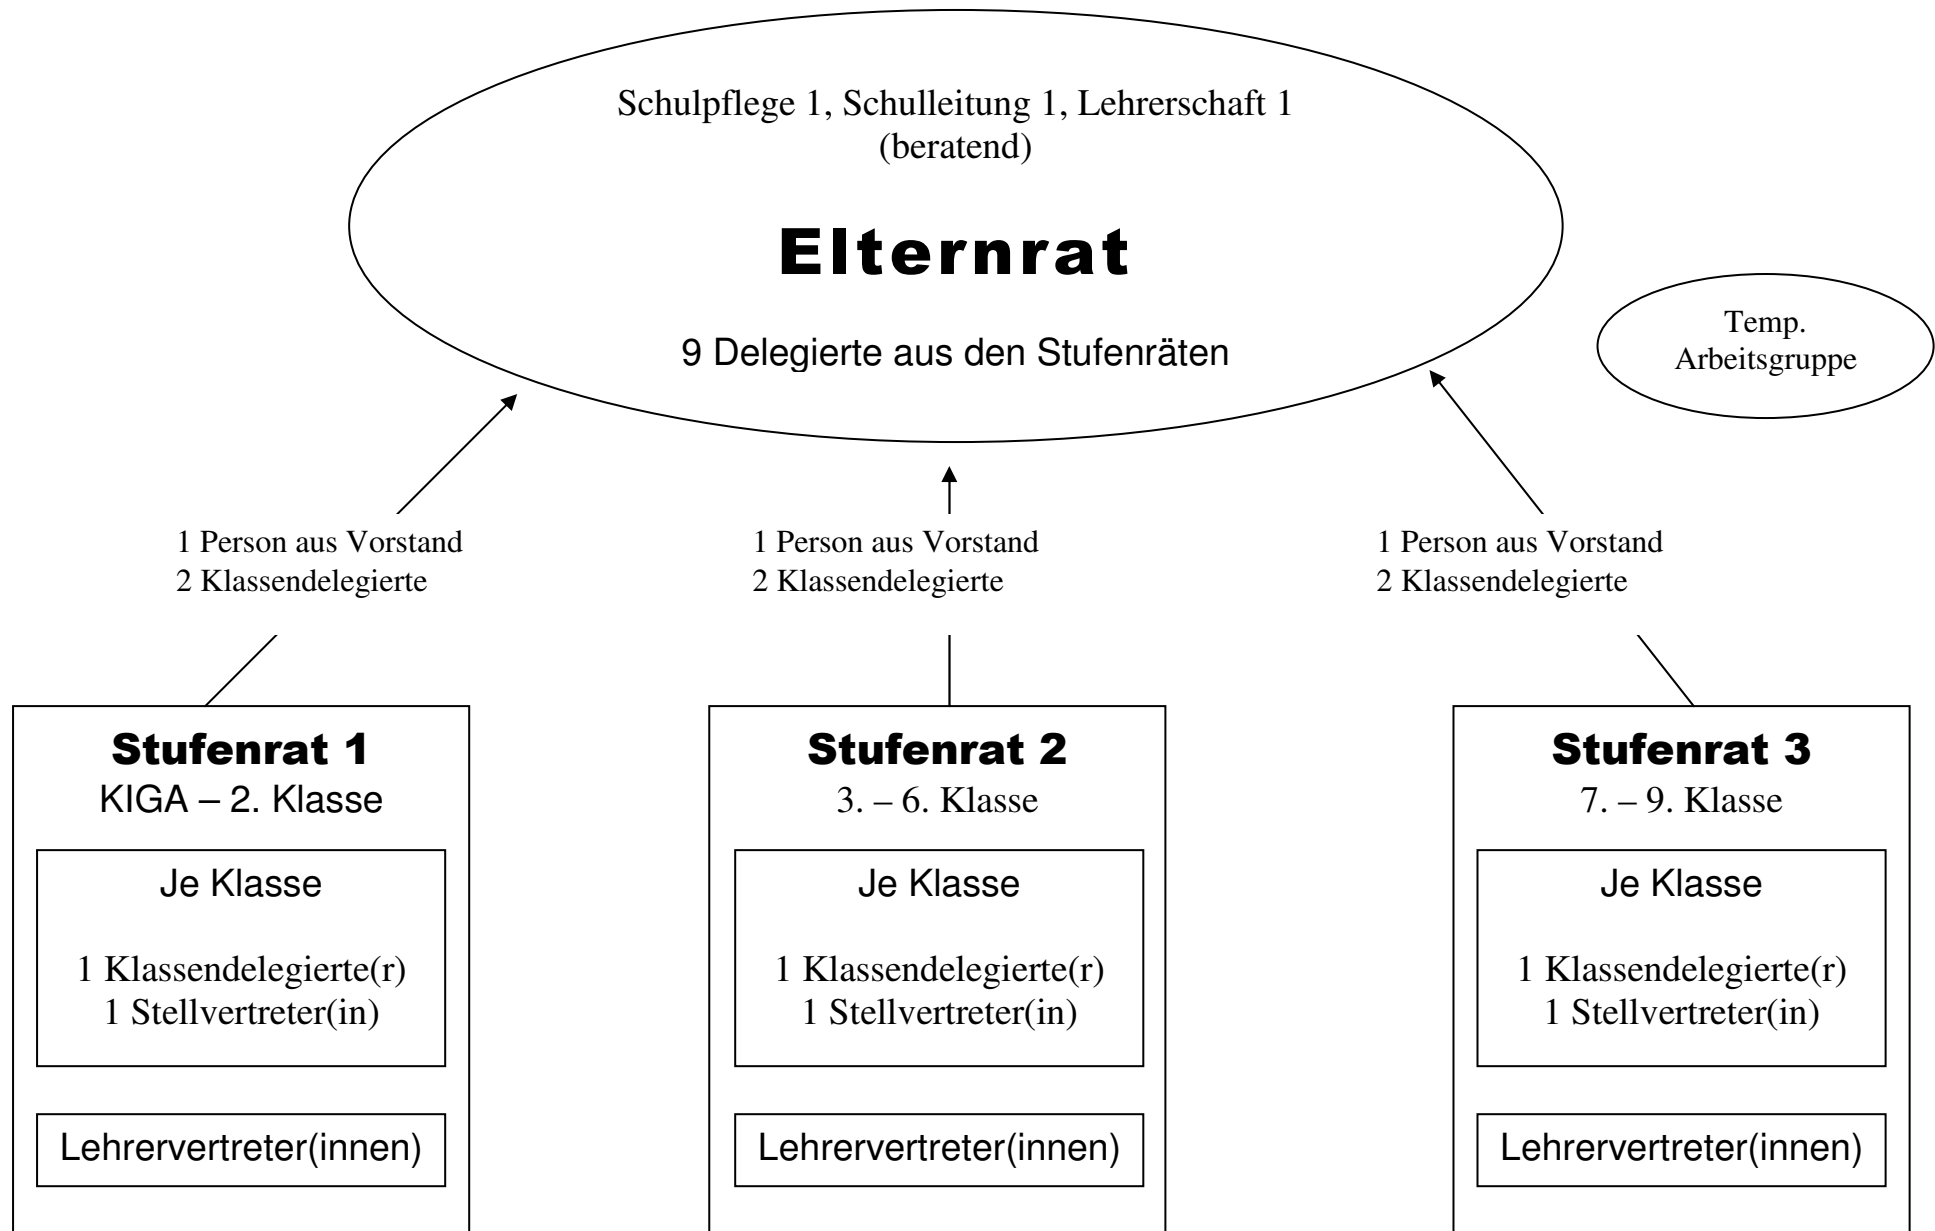 Schulpflege 1, Schulleitung 1, Lehrerschaft 1
(beratend)
Elternrat
9 Delegierte aus den Stufenräten
Temp.
Arbeitsgruppe
1 Person aus Vorstand
2 Klassendelegierte
1 Person aus Vorstand
2 Klassendelegierte
1 Person aus Vorstand
2 Klassendelegierte
Stufenrat 1
KIGA – 2. Klasse
Je Klasse
1 Klassendelegierte(r)
1 Stellvertreter(in)
Lehrervertreter(innen)
Stufenrat 2
3. – 6. Klasse
Je Klasse
1 Klassendelegierte(r)
1 Stellvertreter(in)
Lehrervertreter(innen)
Stufenrat 3
7. – 9. Klasse
Je Klasse
1 Klassendelegierte(r)
1 Stellvertreter(in)
Lehrervertreter(innen)